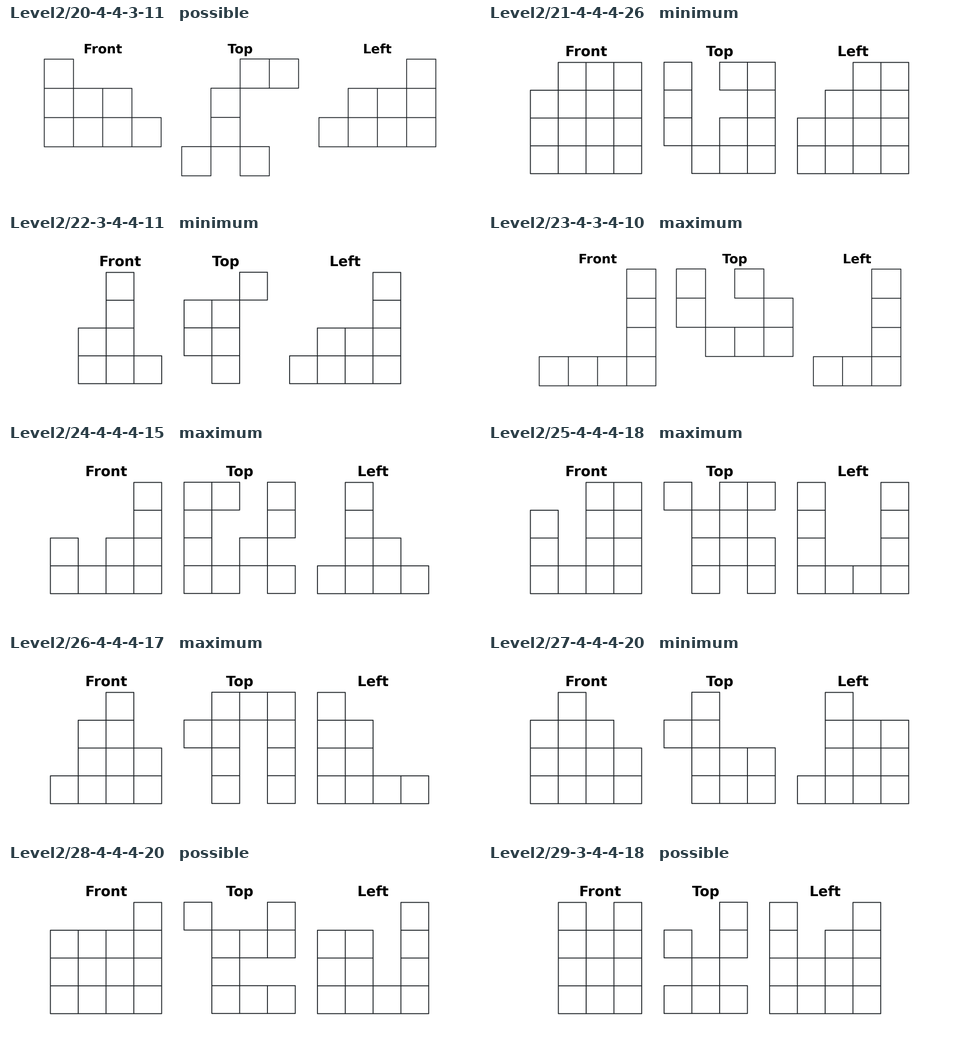 Level2/20-4-4-3-11 possible
Front Top Left
Level2/21-4-4-4-26 minimum
Front Top Left
Level2/22-3-4-4-11 minimum
Front Top Left
Level2/23-4-3-4-10 maximum
Front Top Left
Level2/24-4-4-4-15 maximum
Front Top Left
Level2/25-4-4-4-18 maximum
Front Top Left
Level2/26-4-4-4-17 maximum
Front Top Left
Level2/27-4-4-4-20 minimum
Front Top Left
Level2/28-4-4-4-20 possible
Front Top Left
Level2/29-3-4-4-18 possible
Front Top Left